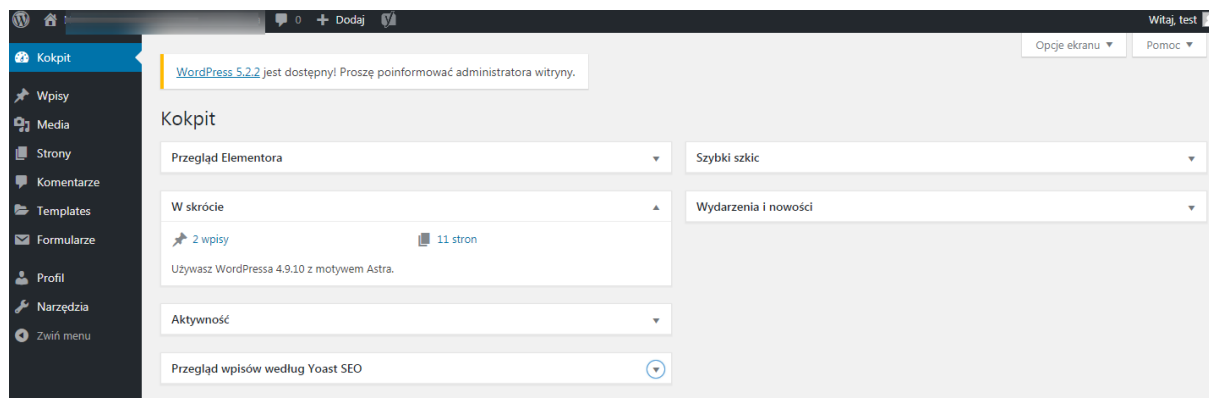 0 Dodaj Witaj, test
Opcje ekranu Pomoc
Kokpit
WordPress 5.2.2 jest dostępny! Proszę poinformować administratora witryny.
Wpisy
Media
Strony
Komentarze
Templates
Formularze
Profil
Narzędzia
Zwiń menu
Kokpit
Przegląd Elementora
W skrócie
2 wpisy 11 stron
Używasz WordPressa 4.9.10 z motywem Astra.
Aktywność
Przegląd wpisów według Yoast SEO
Szybki szkic
Wydarzenia i nowości